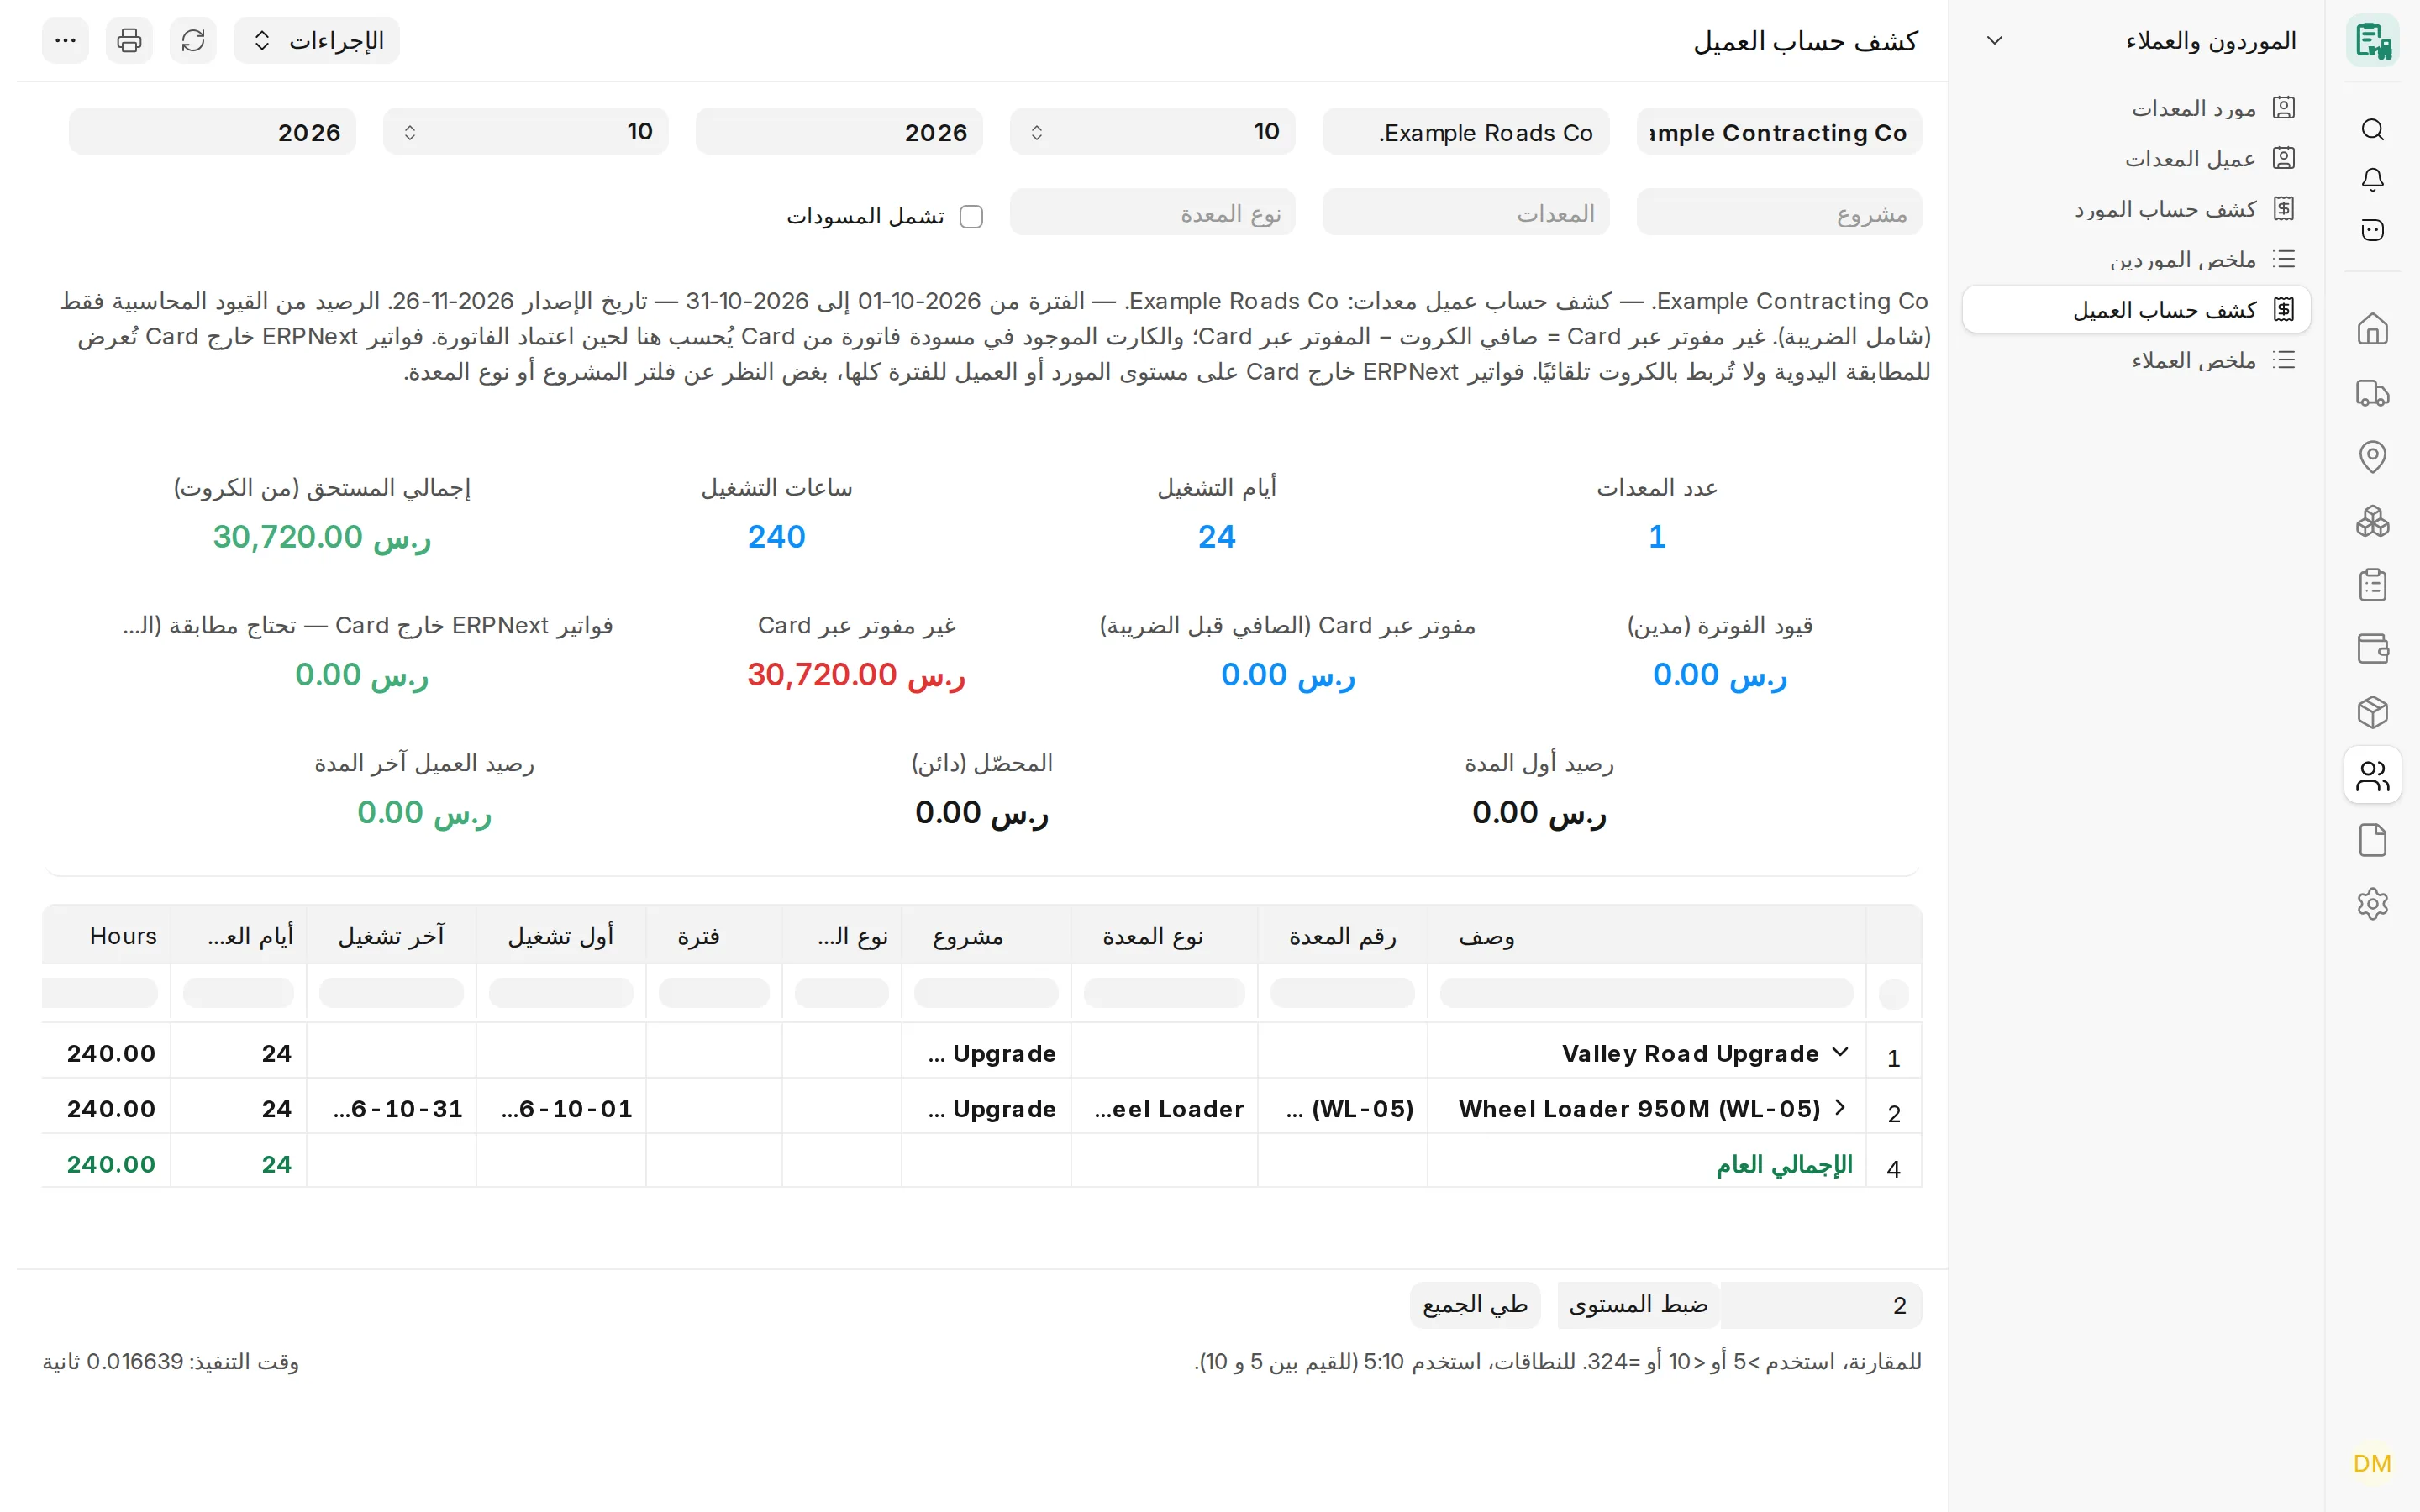 الموردون والعملاء
مورد المعدات
عميل المعدات
كشف حساب المورد
ملخص الموردين
كشف حساب العميل
ملخص العملاء
DM
كشف حساب العميل
الإجراءات
ample Contracting Co
Example Roads Co.
10
2026
10
2026
مشروع
المعدات
نوع المعدة
تشمل المسودات
Example Contracting Co. — كشف حساب عميل معدات: Example Roads Co. — الفترة من 01-10-2026 إلى 31-10-2026 — تاريخ الإصدار 26-11-2026. الرصيد من القيود المحاسبية فقط
(شامل الضريبة). غير مفوتر عبر Card = صافي الكروت − المفوتر عبر Card؛ والكارت الموجود في مسودة فاتورة من Card يُحسب هنا لحين اعتماد الفاتورة. فواتير ERPNext خارج Card تُعرض
للمطابقة اليدوية ولا تُربط بالكروت تلقائيًا. فواتير ERPNext خارج Card على مستوى المورد أو العميل للفترة كلها، بغض النظر عن فلتر المشروع أو نوع المعدة.
عدد المعدات
1
أيام التشغيل
24
ساعات التشغيل
240
إجمالي المستحق (من الكروت)
ر.س 30,720.00
قيود الفوترة (مدين)
ر.س 0.00
مفوتر عبر Card (الصافي قبل الضريبة)
ر.س 0.00
غير مفوتر عبر Card
ر.س 30,720.00
فواتير ERPNext خارج Card — تحتاج مطابقة (ال...
ر.س 0.00
رصيد أول المدة
ر.س 0.00
المحصّل (دائن)
ر.س 0.00
رصيد العميل آخر المدة
ر.س 0.00
وصف رقم المعدة نوع المعدة مشروع نوع ال... فترة أول تشغيل آخر تشغيل أيام الع... Hours
1 Valley Road Upgrade ... Upgrade 24 240.00
2 Wheel Loader 950M (WL-05) ... (WL-05) ...eel Loader ... Upgrade ...6-10-01 ...6-10-31 24 240.00
4 الإجمالي العام 24 240.00
2
ضبط المستوى
طي الجميع
للمقارنة، استخدم >5 أو <10 أو =324. للنطاقات، استخدم 5:10 (للقيم بين 5 و 10).
وقت التنفيذ: 0.016639 ثانية